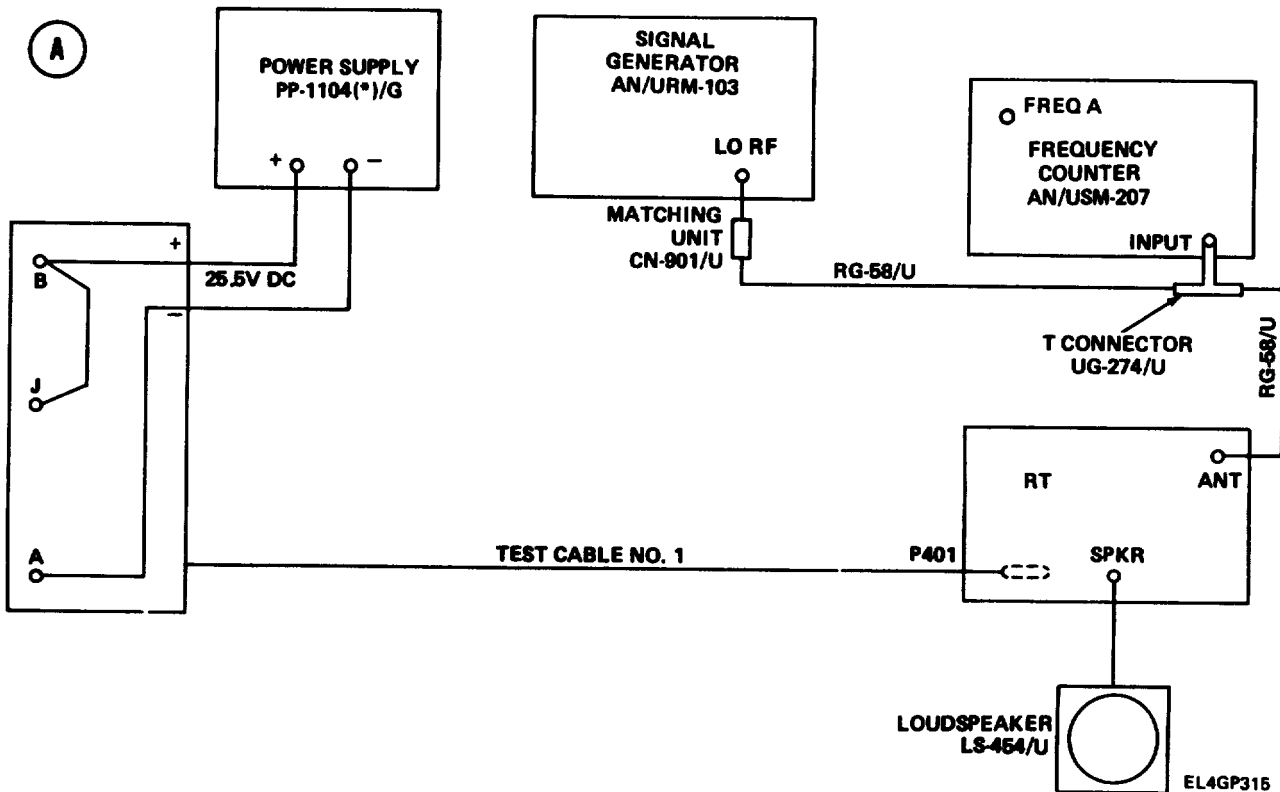 A
POWER SUPPLY
PP-1104(*)/G
+ −
SIGNAL
GENERATOR
AN/URM-103
LO RF
FREQ A
FREQUENCY
COUNTER
AN/USM-207
INPUT
MATCHING
UNIT
CN-901/U
RG-58/U
T CONNECTOR
UG-274/U
RG-58/U
+
B
25.5V DC
−
J
A
TEST CABLE NO. 1
P401
RT
ANT
SPKR
LOUDSPEAKER
LS-454/U
EL4GP315